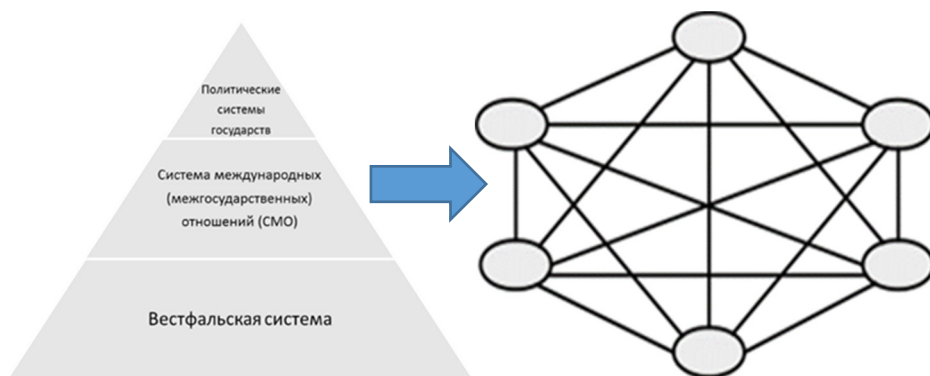 Политические
системы
государств
Система международных
(межгосударственных)
отношений (СМО)
Вестфальская система